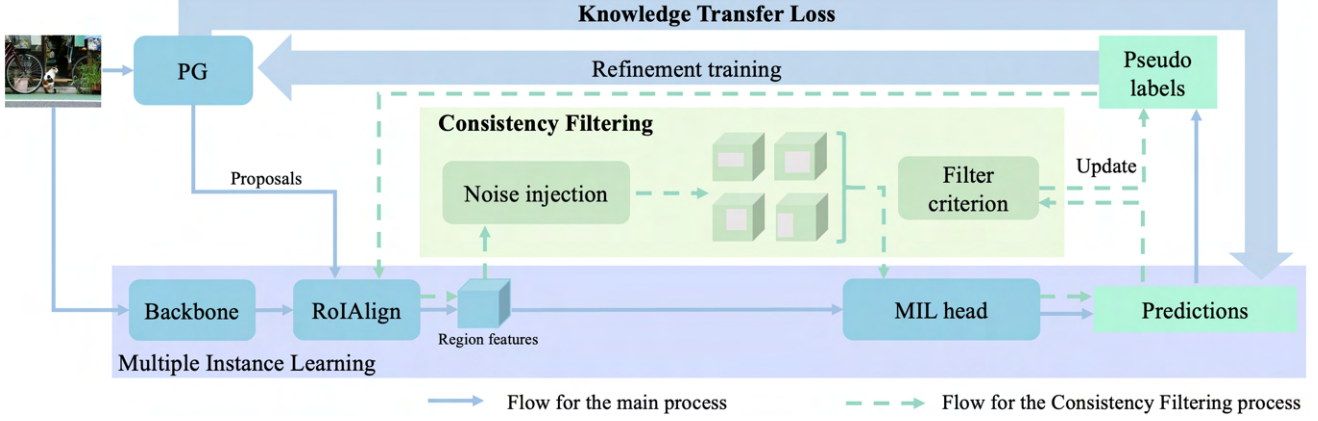 Knowledge Transfer Loss
PG
Refinement training
Pseudo
labels
Consistency Filtering
Proposals
Noise injection
Filter
criterion
Update
Backbone
RoIAlign
Region features
MIL head
Predictions
Multiple Instance Learning
Flow for the main process
Flow for the Consistency Filtering process